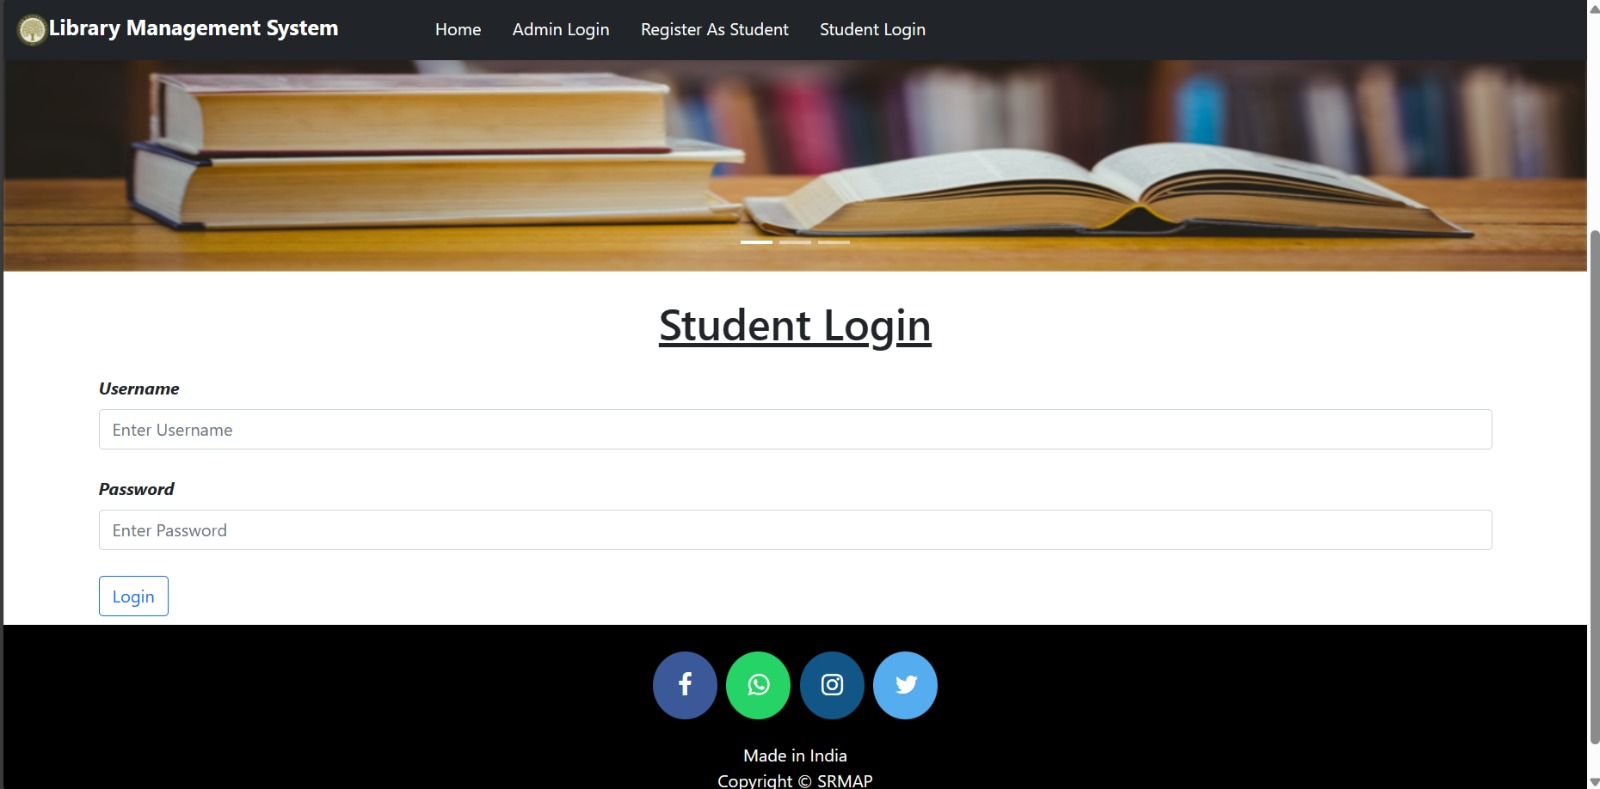 Library Management System
Home
Admin Login
Register As Student
Student Login
Student Login
Username
Enter Username
Password
Enter Password
Login
Made in India
Copyright © SRMAP